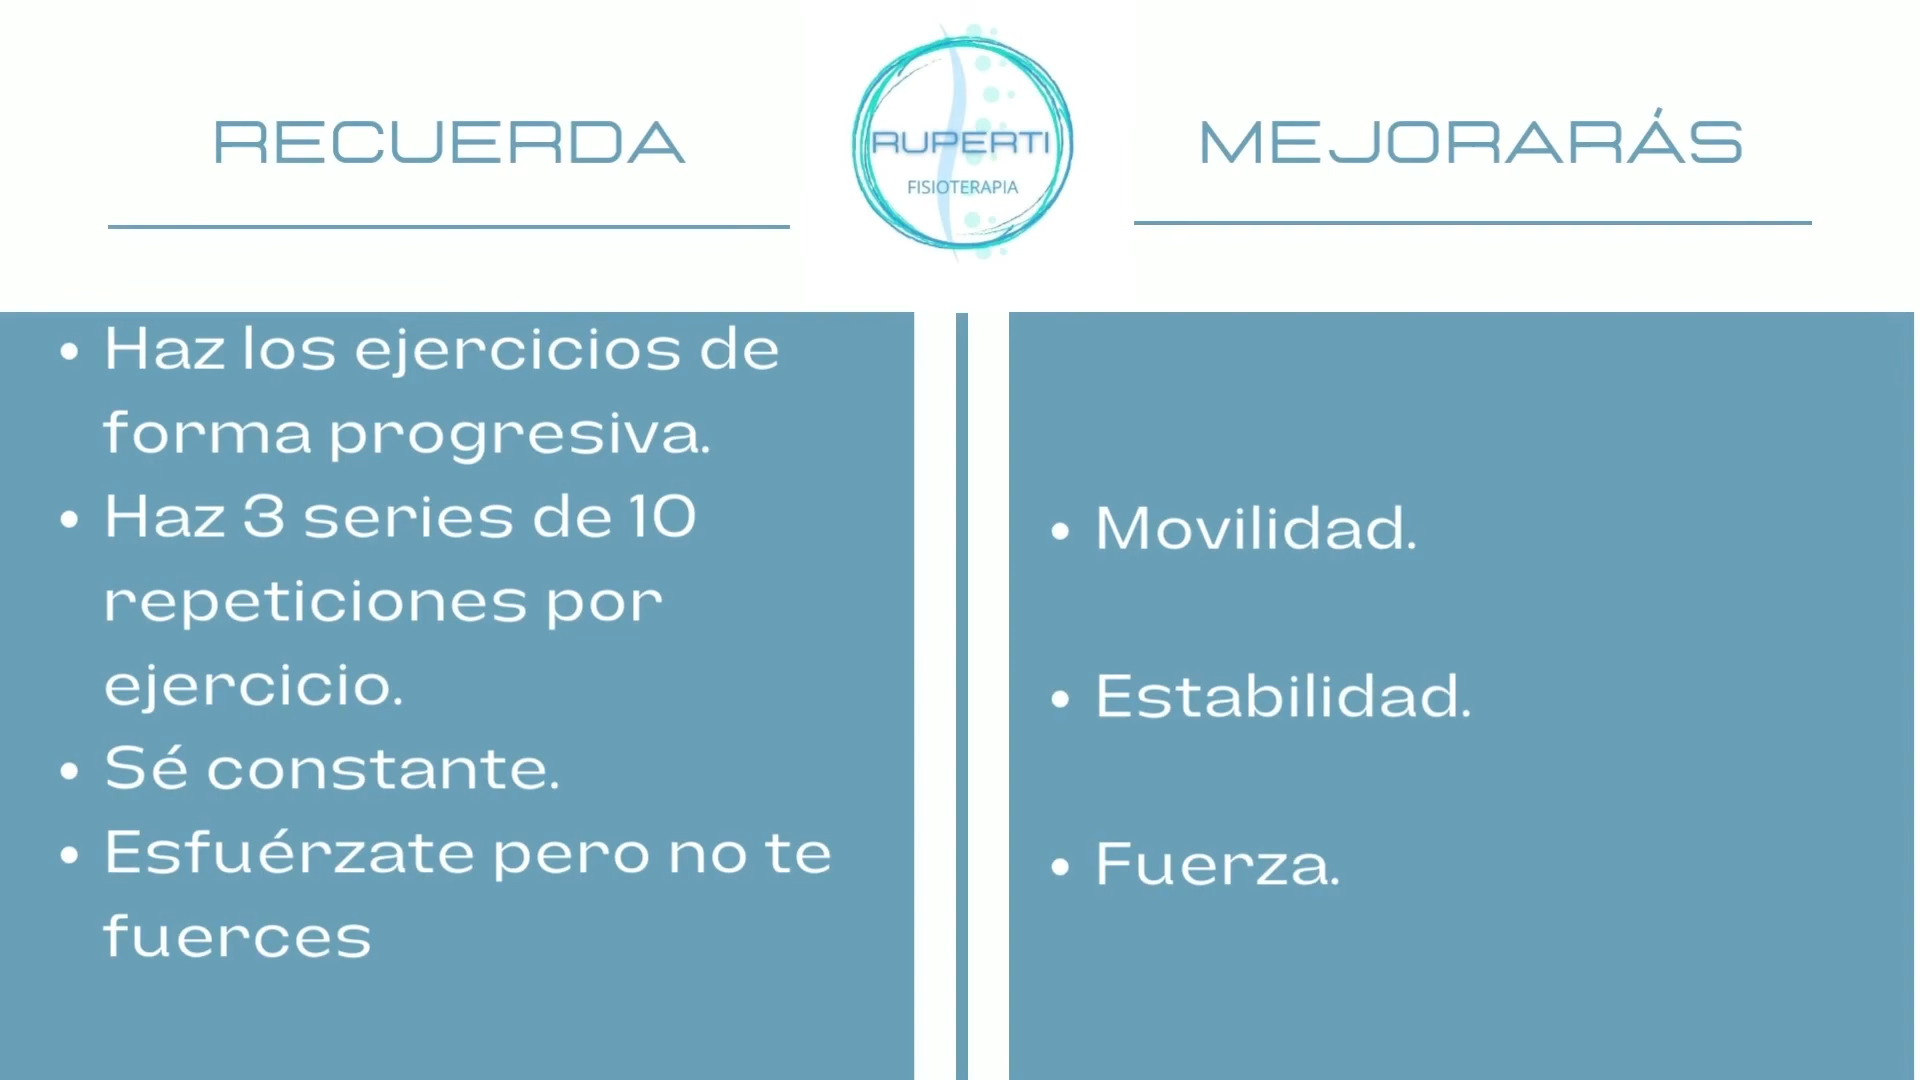 RECUERDA
RUPERTI
FISIOTERAPIA
MEJORARÁS
• Haz los ejercicios de
forma progresiva.
• Haz 3 series de 10
repeticiones por
ejercicio.
• Sé constante.
• Esfuérzate pero no te
fuerces
• Movilidad.
• Estabilidad.
• Fuerza.